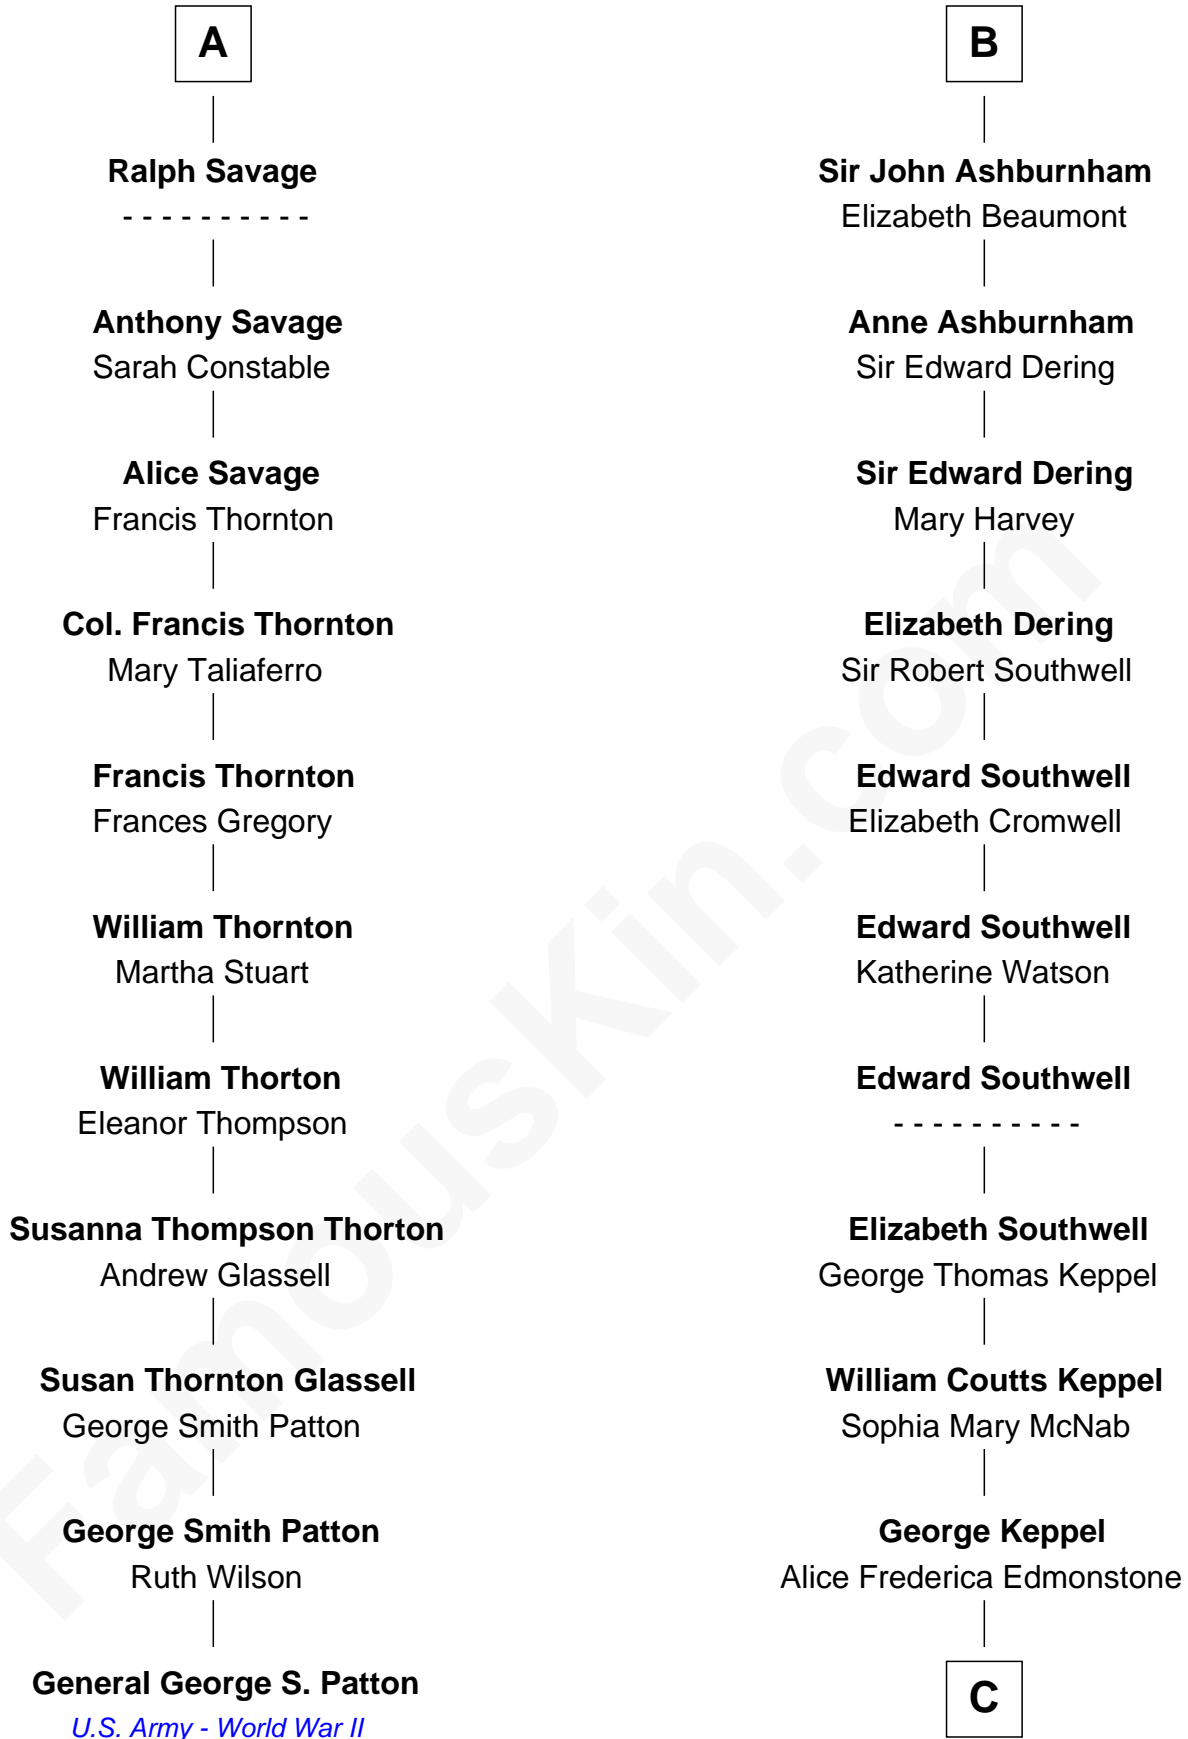 A
Ralph Savage
- - - - - - - - - -
Anthony Savage
Sarah Constable
Alice Savage
Francis Thornton
Col. Francis Thornton
Mary Taliaferro
Francis Thornton
Frances Gregory
William Thornton
Martha Stuart
William Thorton
Eleanor Thompson
Susanna Thompson Thorton
Andrew Glassell
Susan Thornton Glassell
George Smith Patton
George Smith Patton
Ruth Wilson
General George S. Patton
U.S. Army - World War II
B
Sir John Ashburnham
Elizabeth Beaumont
Anne Ashburnham
Sir Edward Dering
Sir Edward Dering
Mary Harvey
Elizabeth Dering
Sir Robert Southwell
Edward Southwell
Elizabeth Cromwell
Edward Southwell
Katherine Watson
Edward Southwell
- - - - - - - - - -
Elizabeth Southwell
George Thomas Keppel
William Coutts Keppel
Sophia Mary McNab
George Keppel
Alice Frederica Edmonstone
C
FamousKin.com